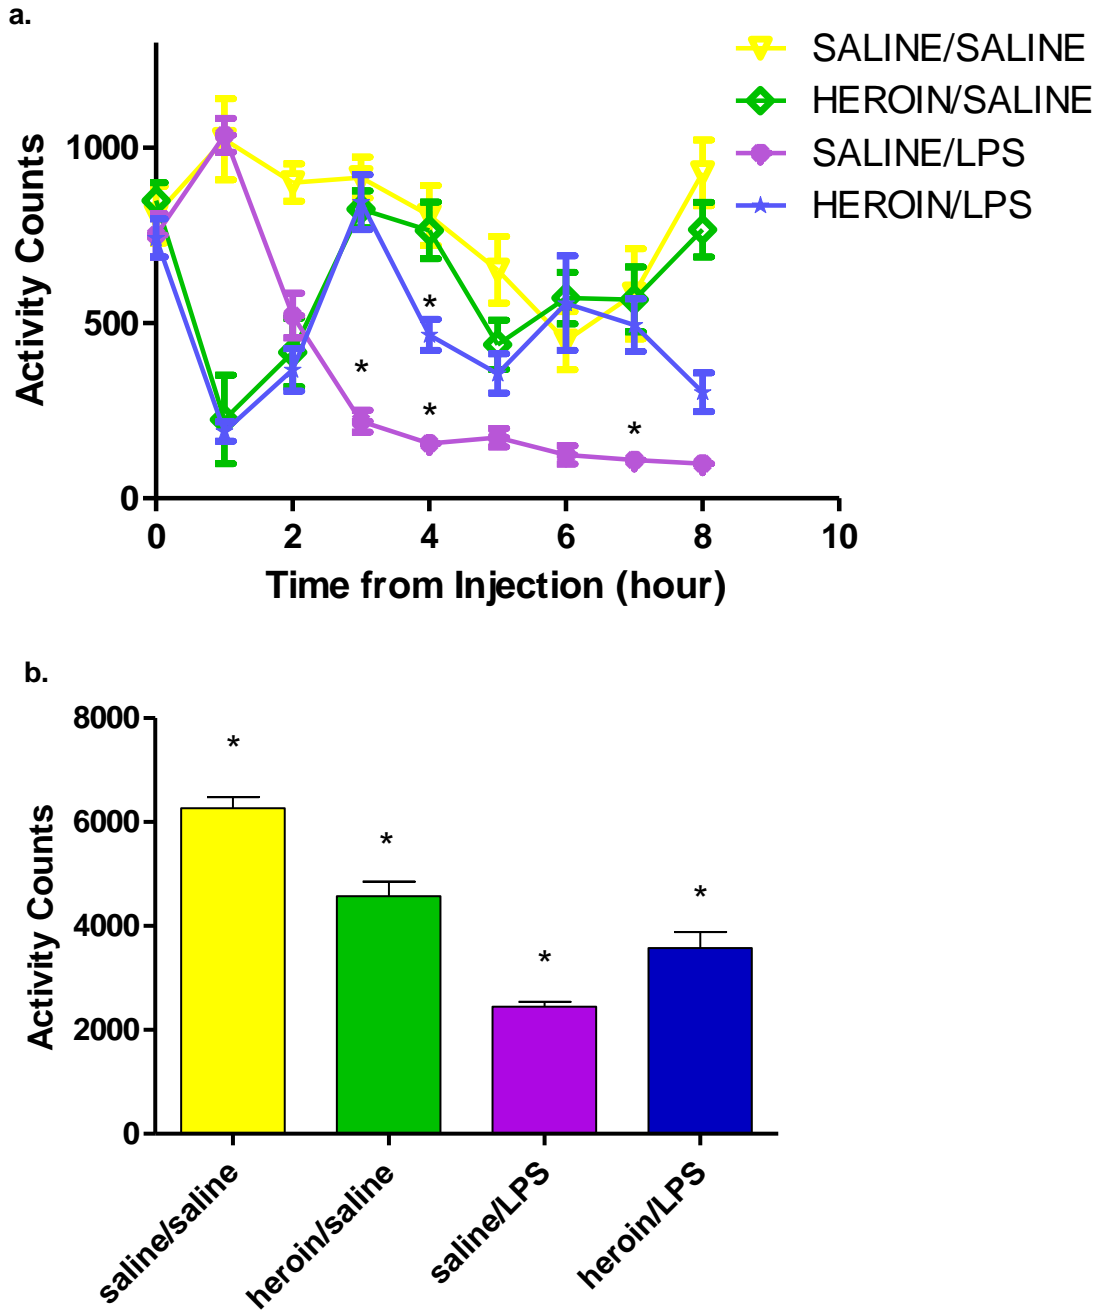 a.
SALINE/SALINE
HEROIN/SALINE
SALINE/LPS
HEROIN/LPS
Activity Counts
1000
500
0
*
*
*
*
0 2 4 6 8 10
Time from Injection (hour)
b.
Activity Counts
8000
6000
4000
2000
0
*
*
*
*
saline/saline
heroin/saline
saline/LPS
heroin/LPS